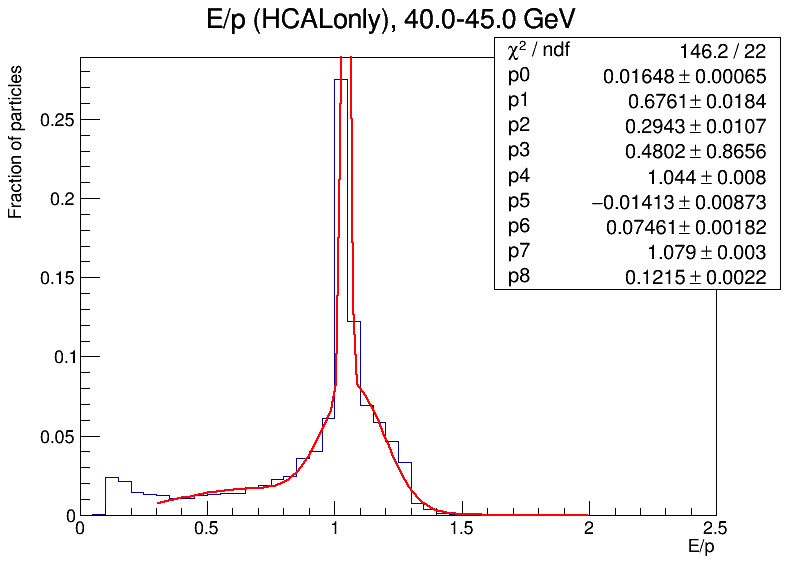 E/p (HCALonly), 40.0-45.0 GeV
χ² / ndf 146.2 / 22
p0 0.01648 ± 0.00065
p1 0.6761 ± 0.0184
p2 0.2943 ± 0.0107
p3 0.4802 ± 0.8656
p4 1.044 ± 0.008
p5 −0.01413 ± 0.00873
p6 0.07461 ± 0.00182
p7 1.079 ± 0.003
p8 0.1215 ± 0.0022
Fraction of particles
0.25
0.2
0.15
0.1
0.05
0
0 0.5 1 1.5 2 2.5
E/p